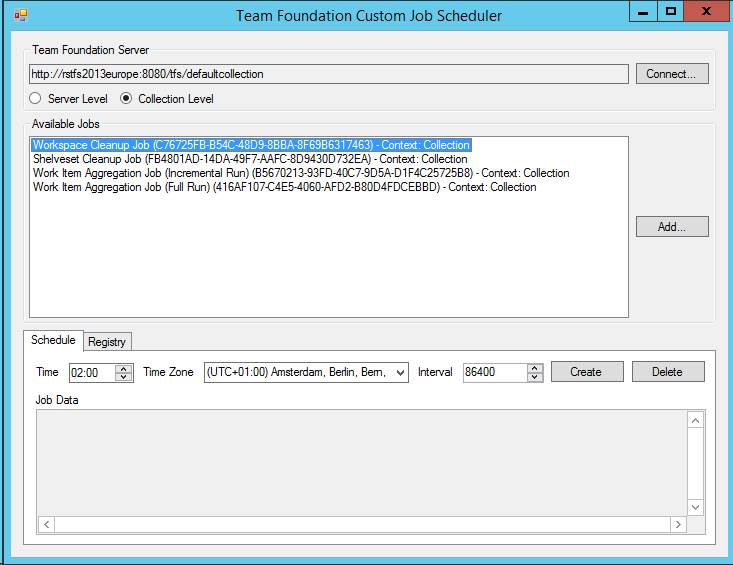 Team Foundation Custom Job Scheduler
Team Foundation Server
http://rstfs2013europe:8080/tfs/defaultcollection
Connect...
Server Level
Collection Level
Available Jobs
Workspace Cleanup Job (C76725FB-B54C-48D9-8BBA-8F69B6317463) - Context: Collection
Shelveset Cleanup Job (FB4801AD-14DA-49F7-AAFC-8D9430D732EA) - Context: Collection
Work Item Aggregation Job (Incremental Run) (B5670213-93FD-40C7-9D5A-D1F4C25725B8) - Context: Collection
Work Item Aggregation Job (Full Run) (416AF107-C4E5-4060-AFD2-B80D4FDCEBBD) - Context: Collection
Add...
Schedule
Registry
Time
02:00
Time Zone
(UTC+01:00) Amsterdam, Berlin, Bern,
Interval
86400
Create
Delete
Job Data